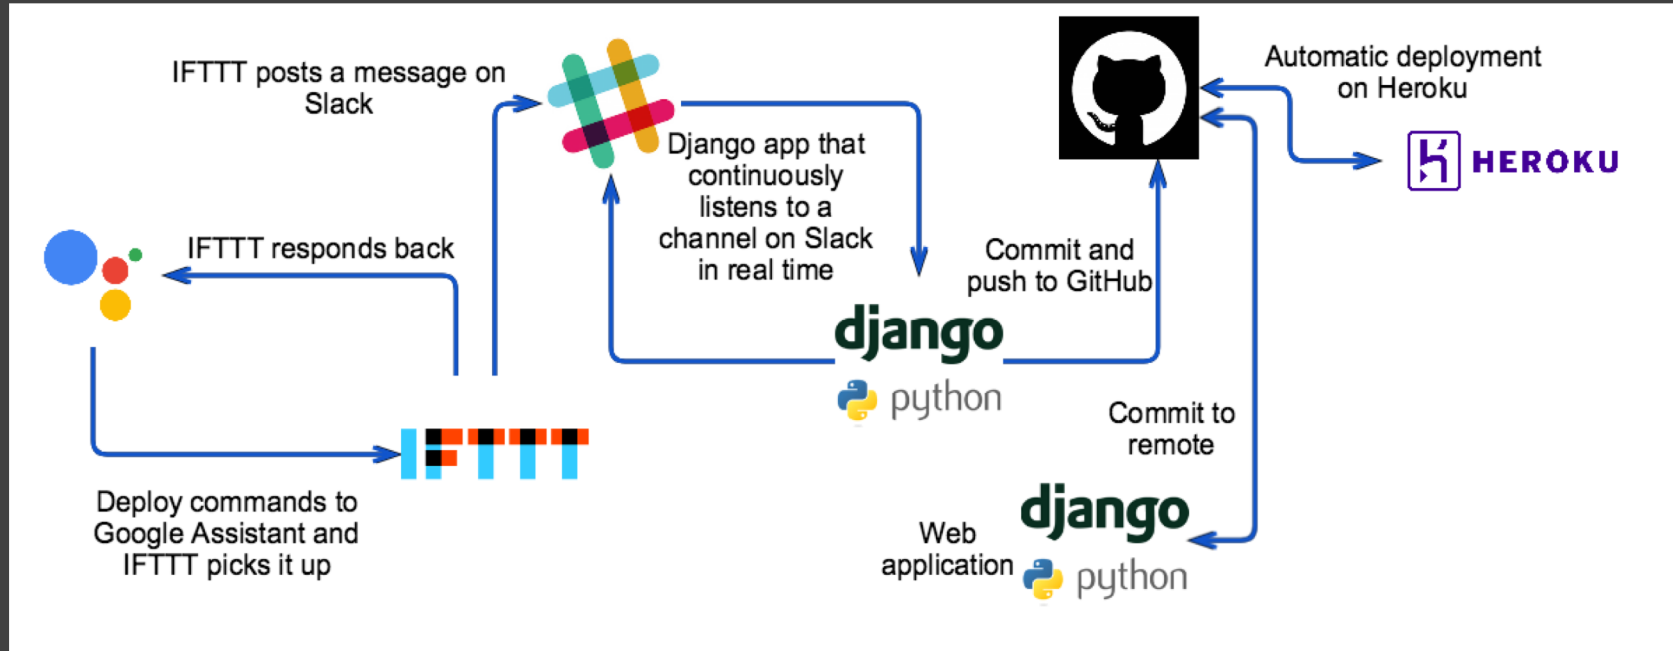 IFTTT posts a message on
Slack
Django app that
continuously
listens to a
channel on Slack
in real time
Automatic deployment
on Heroku
HEROKU
IFTTT responds back
Commit and
push to GitHub
django
python
IFTTT
Deploy commands to
Google Assistant and
IFTTT picks it up
Commit to
remote
Web
application
django
python